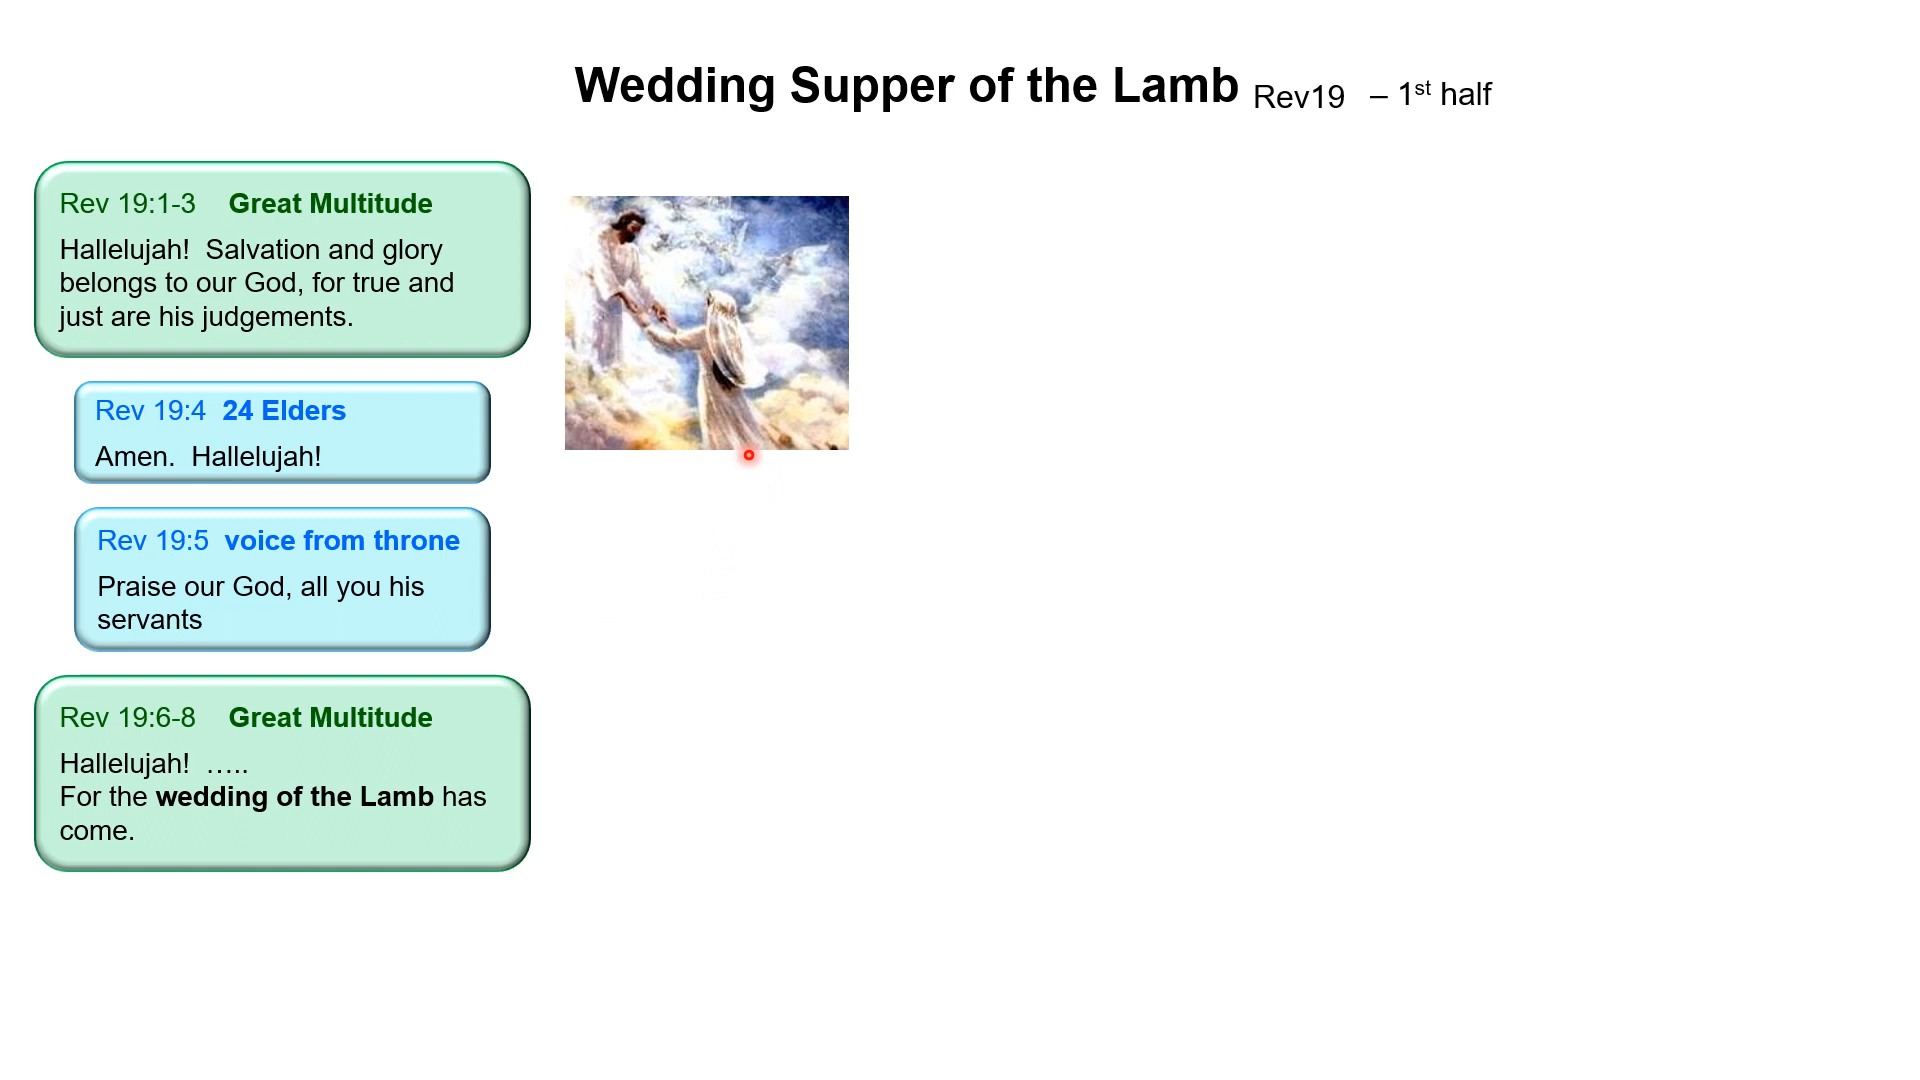 Wedding Supper of the Lamb Rev19 – 1st half
Rev 19:1-3 Great Multitude
Hallelujah! Salvation and glory
belongs to our God, for true and
just are his judgements.
Rev 19:4 24 Elders
Amen. Hallelujah!
Rev 19:5 voice from throne
Praise our God, all you his
servants
Rev 19:6-8 Great Multitude
Hallelujah! …..
For the wedding of the Lamb has
come.